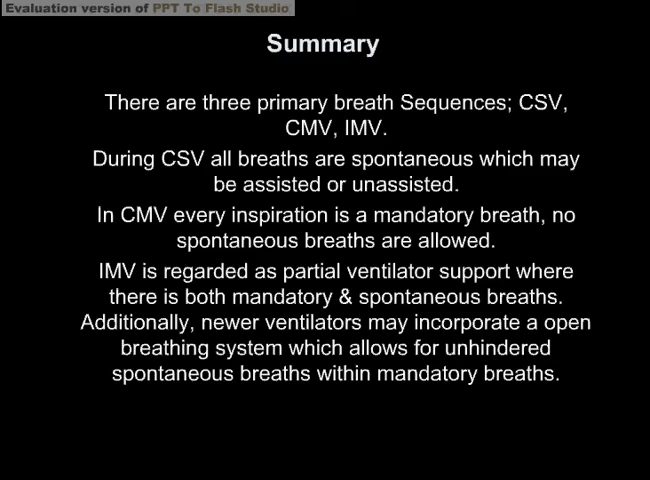 Evaluation version of PPT To Flash Studio
Summary
There are three primary breath Sequences; CSV,
CMV, IMV.
During CSV all breaths are spontaneous which may
be assisted or unassisted.
In CMV every inspiration is a mandatory breath, no
spontaneous breaths are allowed.
IMV is regarded as partial ventilator support where
there is both mandatory & spontaneous breaths.
Additionally, newer ventilators may incorporate a open
breathing system which allows for unhindered
spontaneous breaths within mandatory breaths.